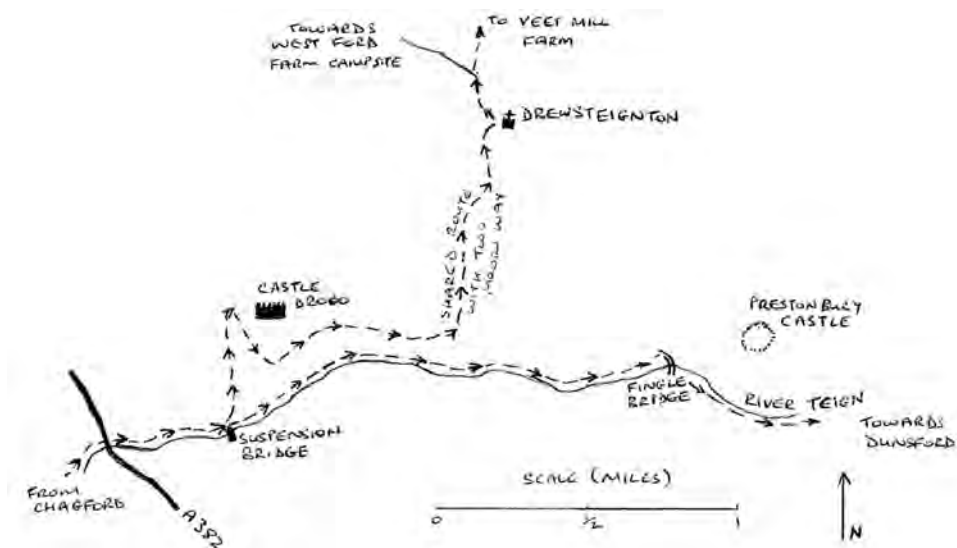 TOWARDS
WEST FORD
FARM CAMPSITE
TO VEET MILL
FARM
DREWSTEIGNTON
SHARED ROUTE
WITH TWO
MOORS WAY
CASTLE
DROGO
PRESTONBURY
CASTLE
FINGLE
BRIDGE
RIVER TEIGN
TOWARDS
DUNSFORD
SUSPENSION
BRIDGE
FROM
CHAGFORD
A382
SCALE (MILES)
0 1/2 1
N